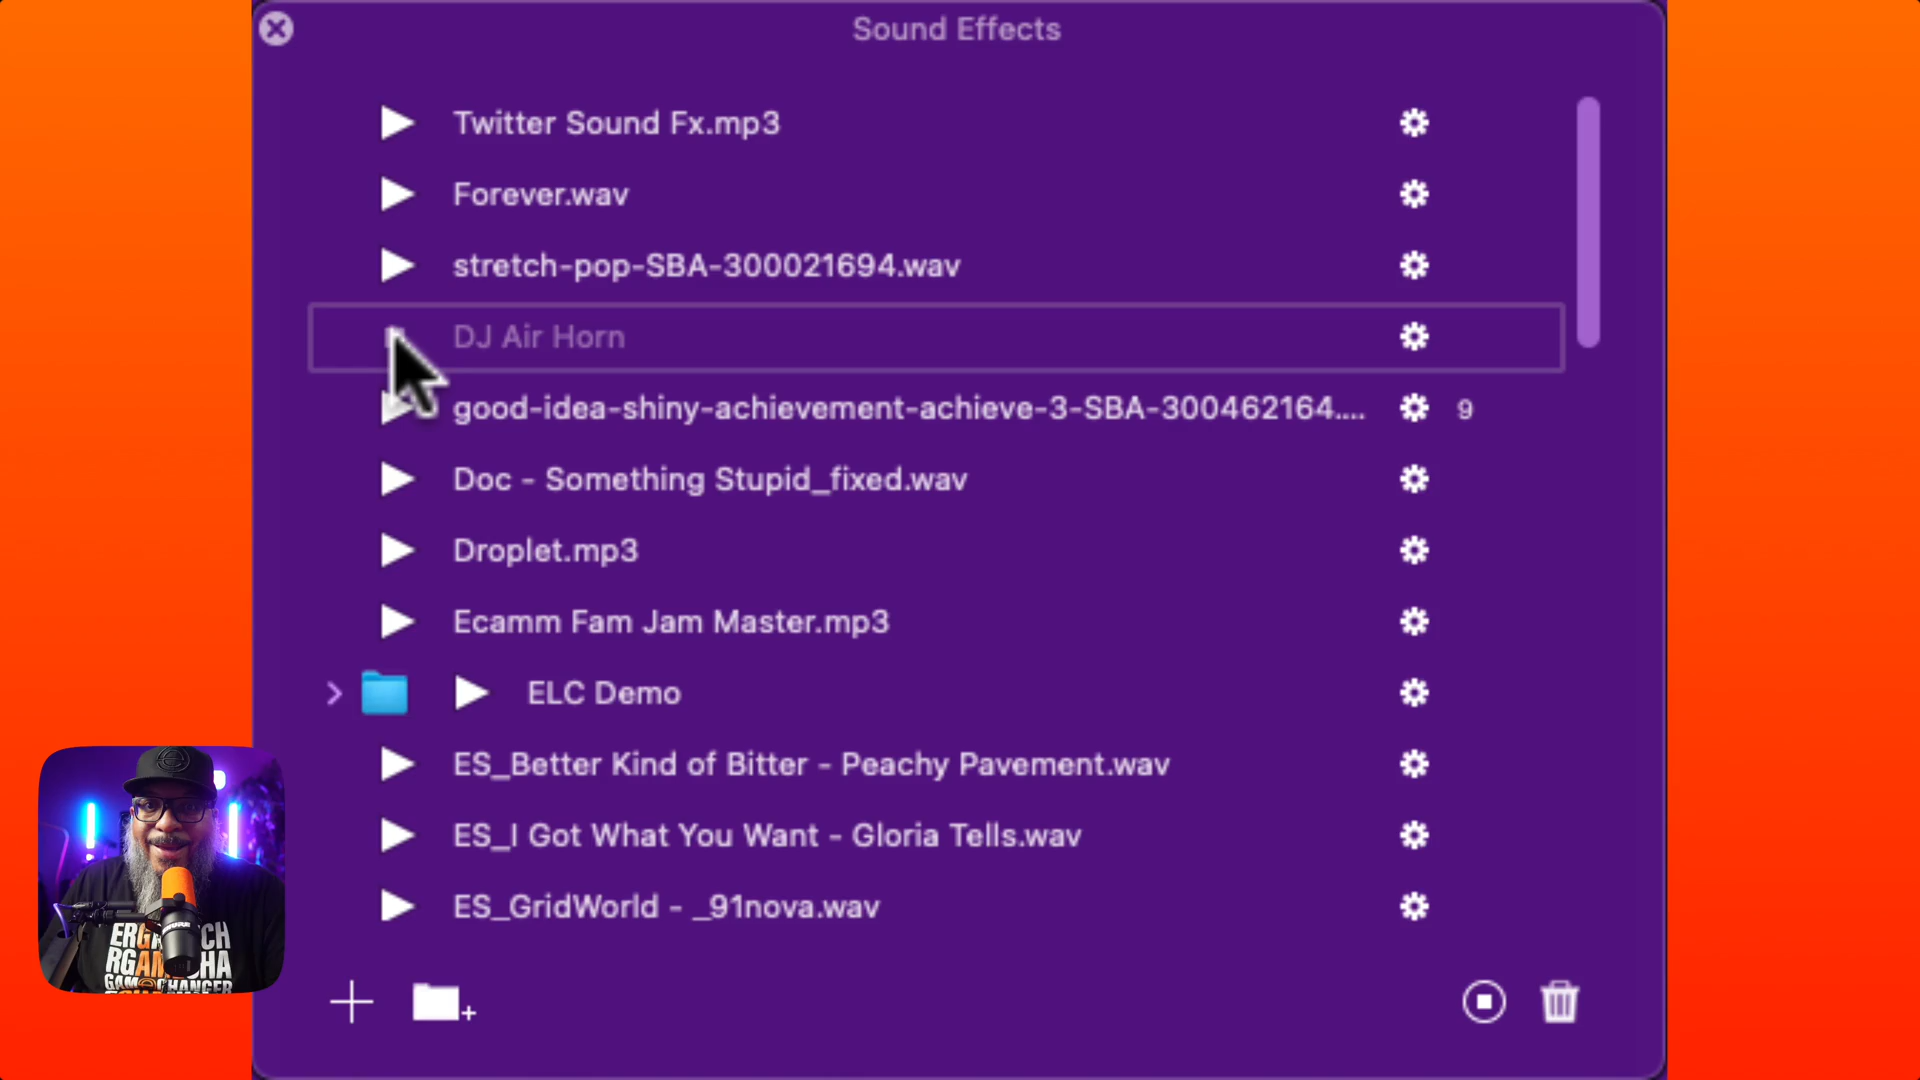 Sound Effects
Twitter Sound Fx.mp3
Forever.wav
stretch-pop-SBA-300021694.wav
DJ Air Horn
good-idea-shiny-achievement-achieve-3-SBA-300462164.... 9
Doc - Something Stupid_fixed.wav
Droplet.mp3
Ecamm Fam Jam Master.mp3
ELC Demo
ES_Better Kind of Bitter - Peachy Pavement.wav
ES_I Got What You Want - Gloria Tells.wav
ES_GridWorld - _91nova.wav